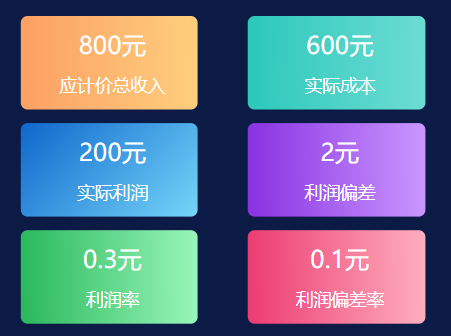 800元
应计价总收入
600元
实际成本
200元
实际利润
2元
利润偏差
0.3元
利润率
0.1元
利润偏差率